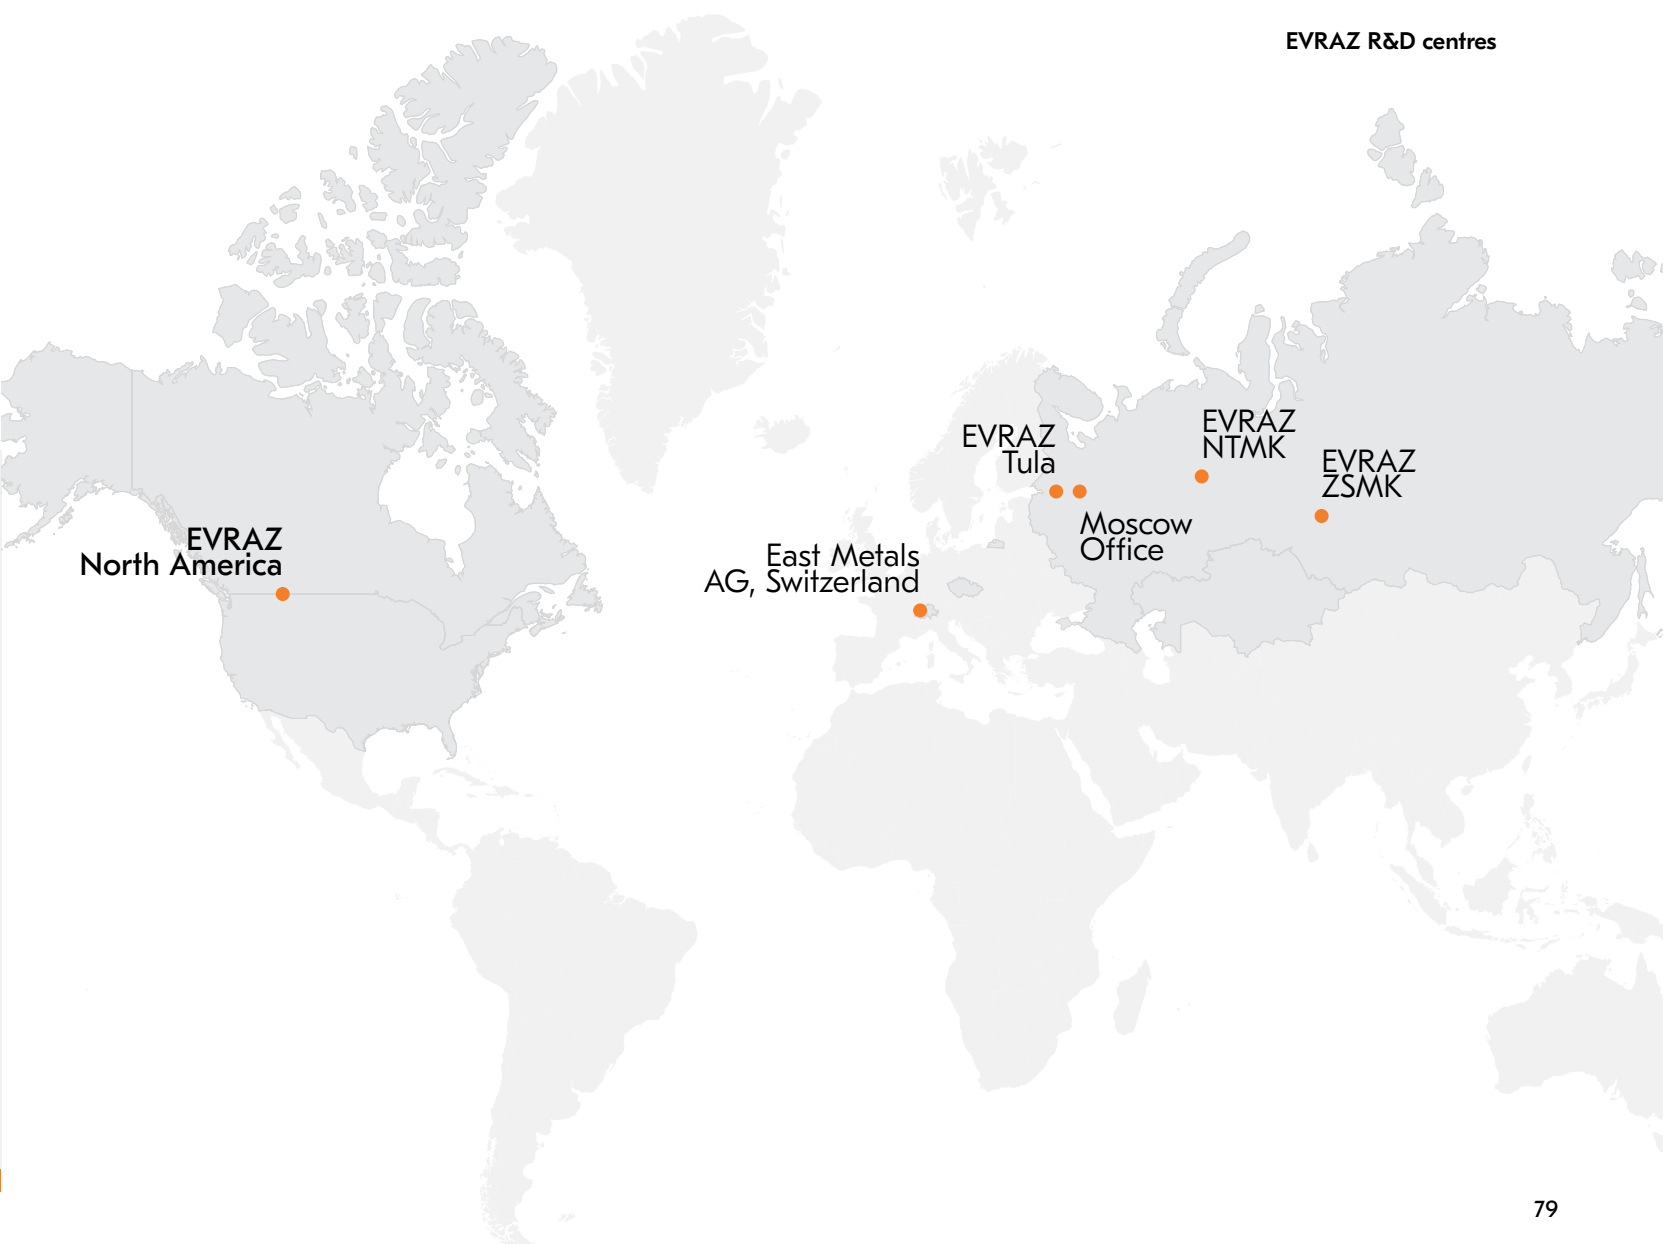 EVRAZ R&D centres
EVRAZ
NTMK
EVRAZ
Tula
EVRAZ
ZSMK
Moscow
Office
EVRAZ
North America
East Metals
AG, Switzerland
79